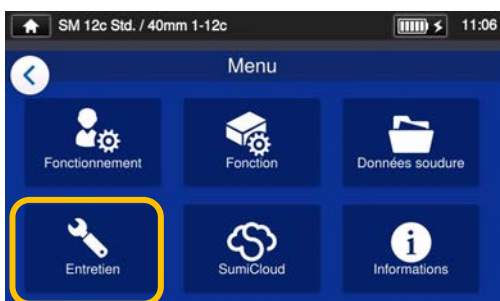 SM 12c Std. / 40mm 1-12c 11:06
Menu
Fonctionnement Fonction Données soudure
Entretien SumiCloud Informations